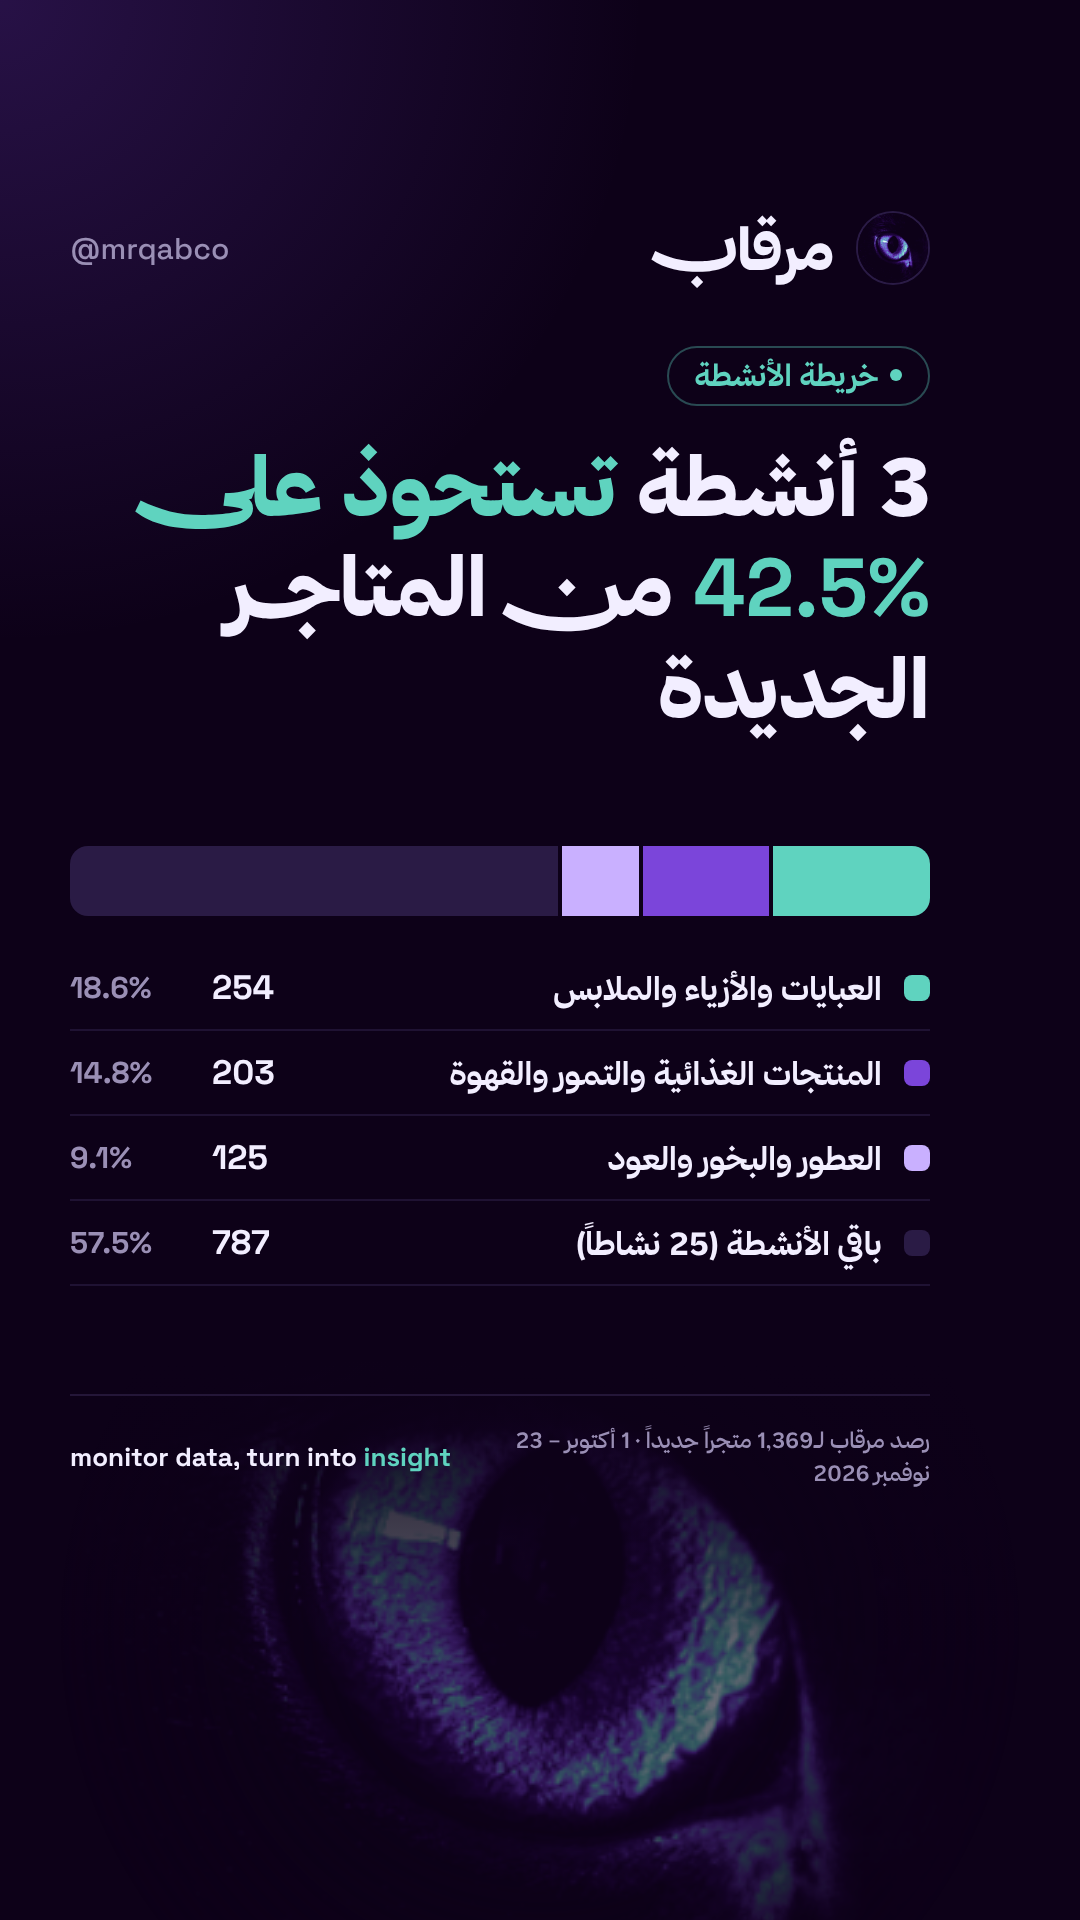 مرقاب
@mrqabco
خريطة الأنشطة
3 أنشطة تستحوذ على
42.5% من المتاجر
الجديدة
العبايات والأزياء والملابس 254 18.6%
المنتجات الغذائية والتمور والقهوة 203 14.8%
العطور والبخور والعود 125 9.1%
باقي الأنشطة (25 نشاطاً) 787 57.5%
رصد مرقاب لـ1,369 متجراً جديداً · 1 أكتوبر – 23
نوفمبر 2026
monitor data, turn into insight